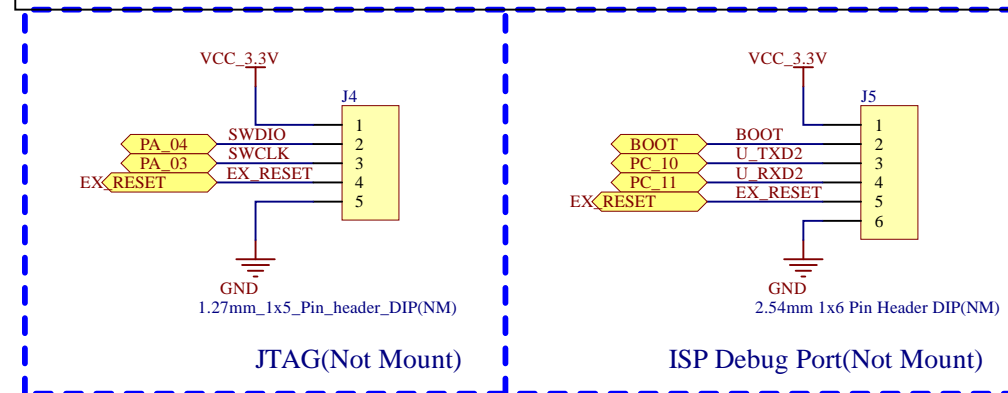 VCC_3.3V
J4
1
PA_04 SWDIO 2
PA_03 SWCLK 3
EX_RESET EX_RESET 4
5
GND
1.27mm_1x5_Pin_header_DIP(NM)
JTAG(Not Mount)
VCC_3.3V
J5
1
BOOT BOOT 2
PC_10 U_TXD2 3
PC_11 U_RXD2 4
EX_RESET EX_RESET 5
6
GND
2.54mm 1x6 Pin Header DIP(NM)
ISP Debug Port(Not Mount)